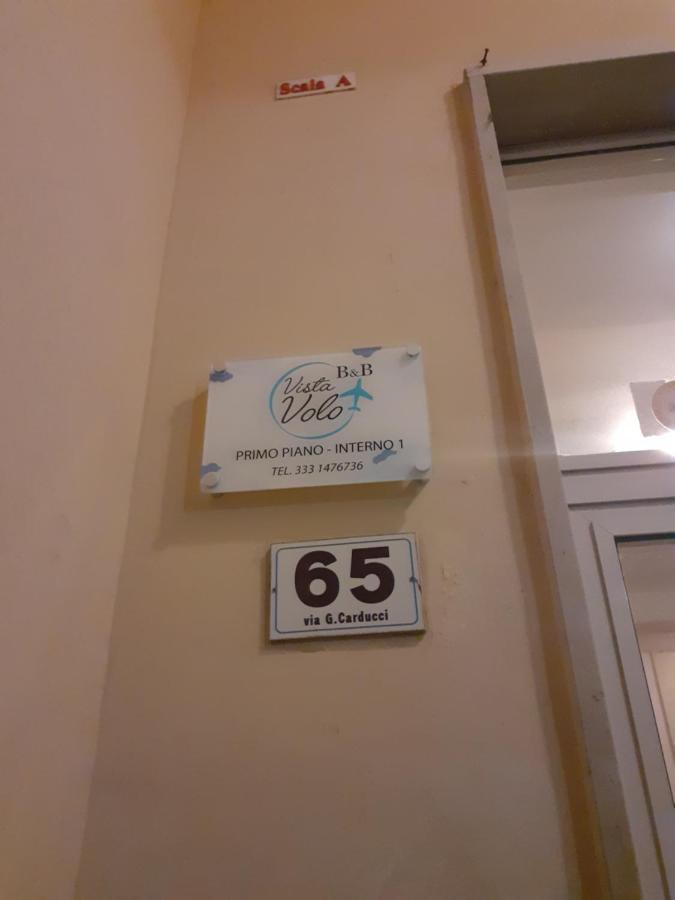 Scala A
B&B
Vista
Volo
PRIMO PIANO - INTERNO 1
TEL. 333 1476736
65
via G.Carducci